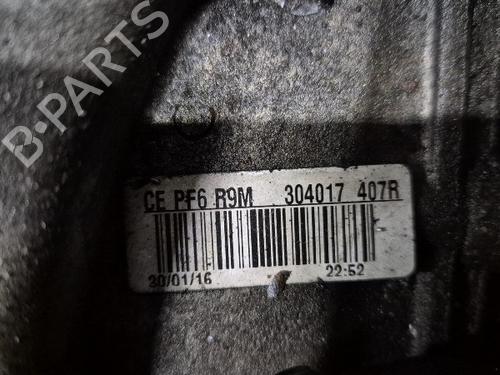 B-PARTS
CE PF6 R9M 304017 407R
20/01/16 22:52